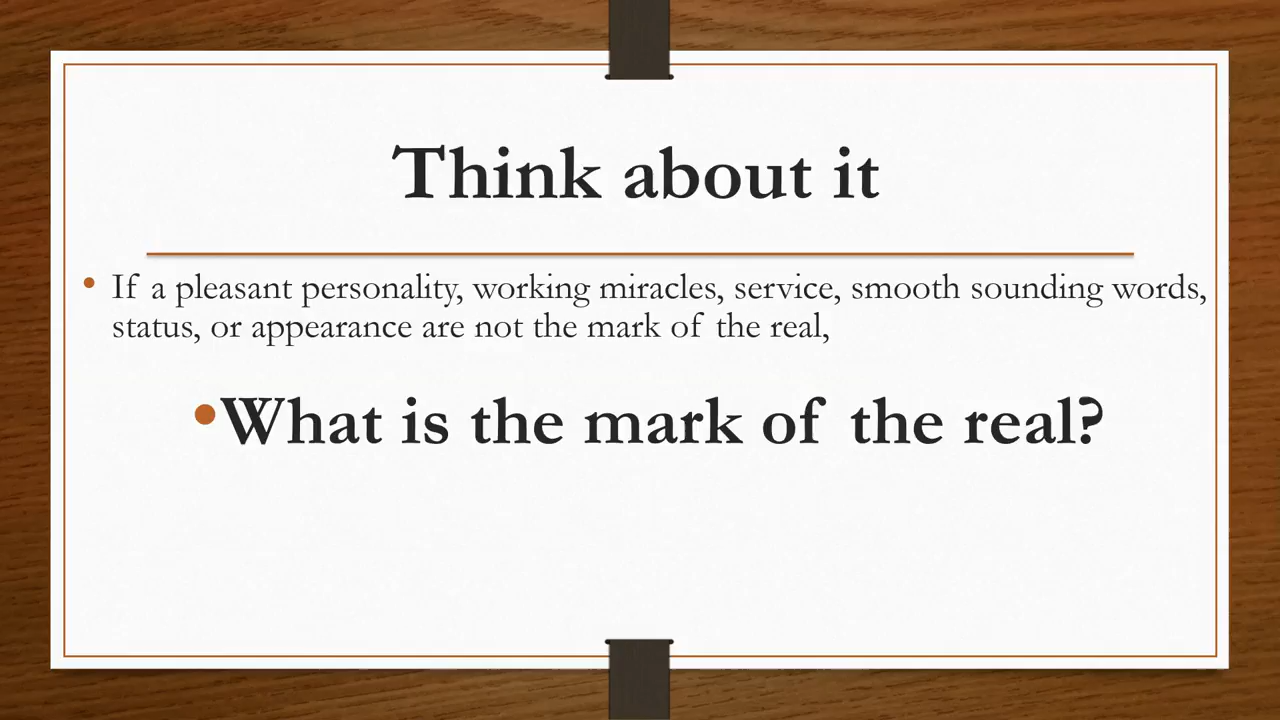 Think about it
• If a pleasant personality, working miracles, service, smooth sounding words,
status, or appearance are not the mark of the real,
•What is the mark of the real?